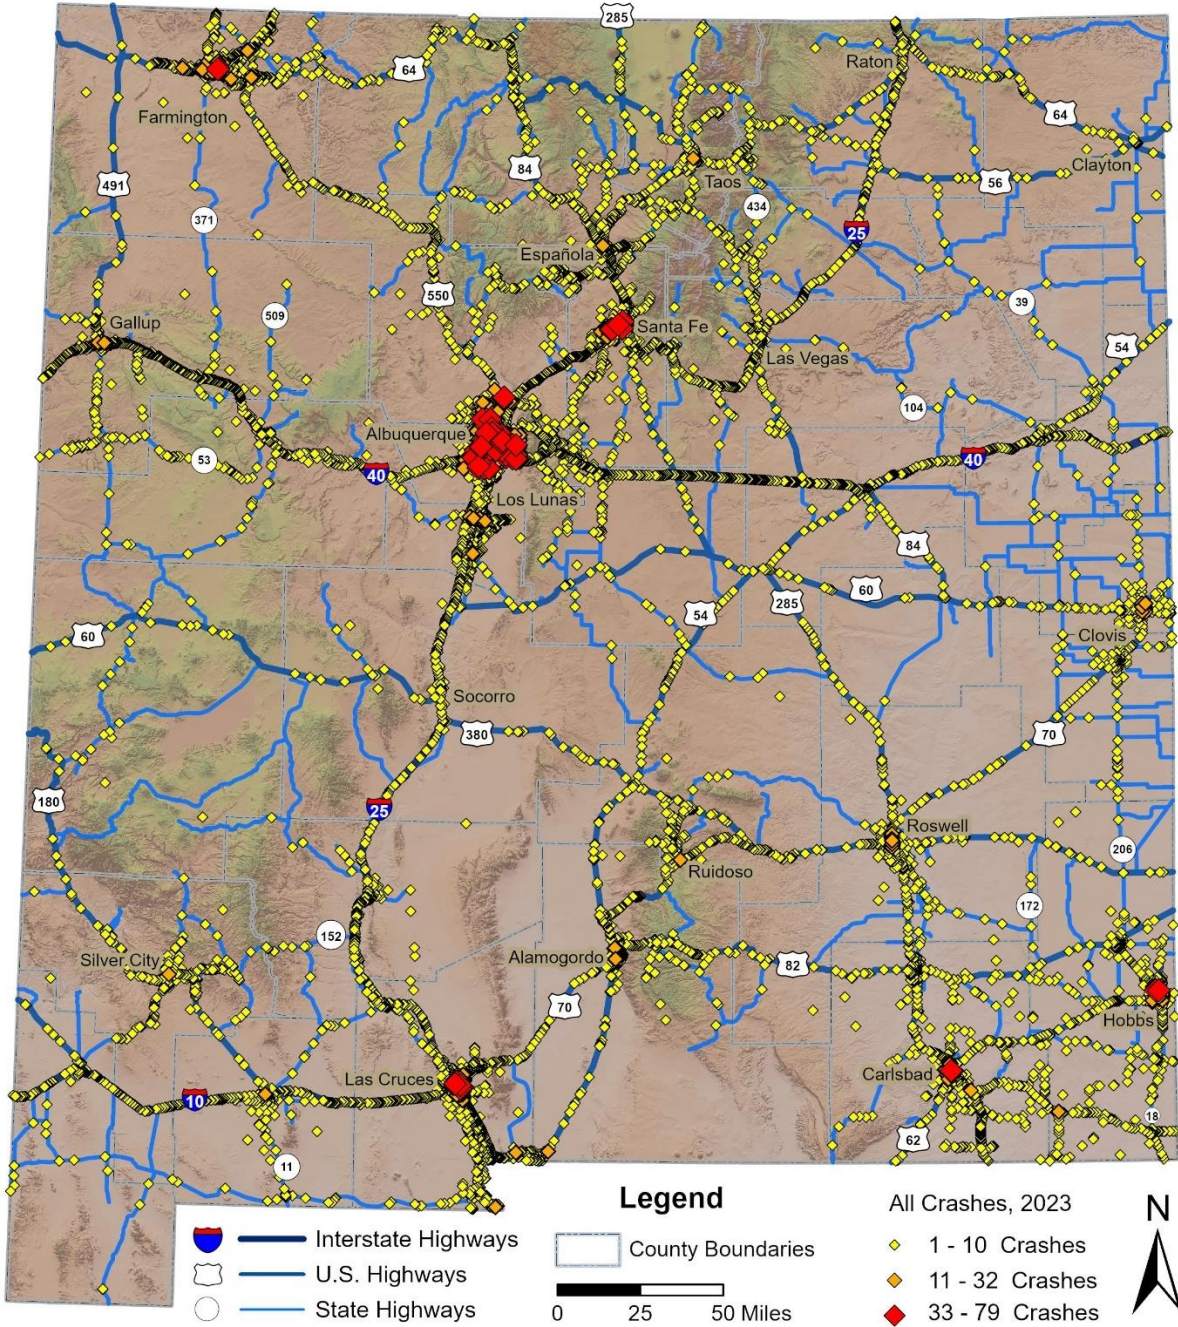 285
Raton
64
64
Farmington
84
Clayton
491
Taos
56
371
434
25
Española
550
39
509
Gallup
Santa Fe
54
Las Vegas
104
Albuquerque
53
40
40
Los Lunas
84
60
285
54
60
Clovis
Socorro
380
70
180
25
Roswell
206
Ruidoso
172
152
Silver City
Alamogordo
82
70
Hobbs
Las Cruces
Carlsbad
10
18
62
11
Legend
All Crashes, 2023
N
Interstate Highways
County Boundaries
1 - 10 Crashes
U.S. Highways
11 - 32 Crashes
State Highways
0 25 50 Miles
33 - 79 Crashes